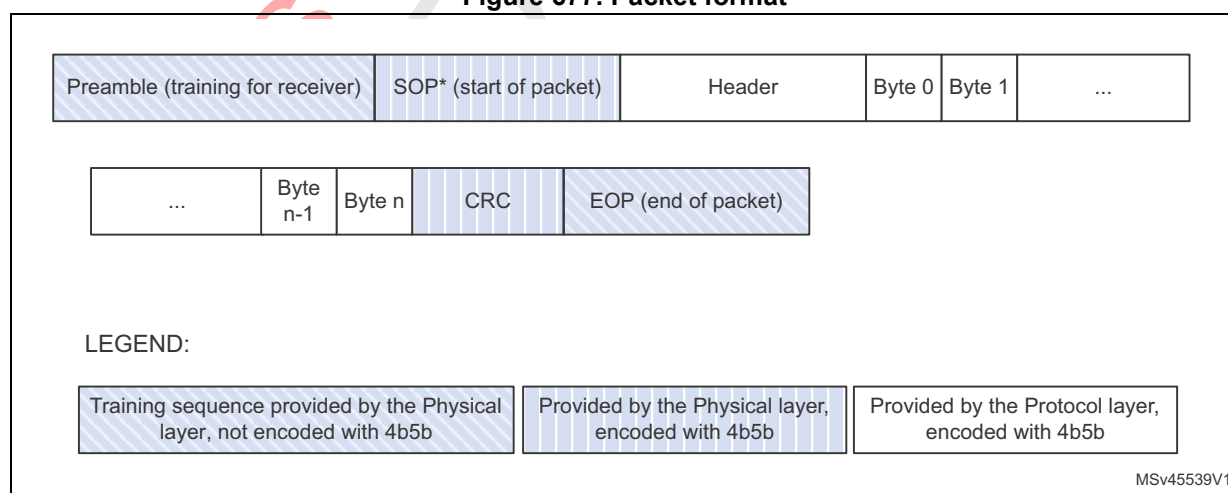 Figure 677. Packet format
Preamble (training for receiver)
SOP* (start of packet)
Header
Byte 0
Byte 1
...
...
Byte
n-1
Byte n
CRC
EOP (end of packet)
LEGEND:
Training sequence provided by the Physical
layer, not encoded with 4b5b
Provided by the Physical layer,
encoded with 4b5b
Provided by the Protocol layer,
encoded with 4b5b
MSv45539V1